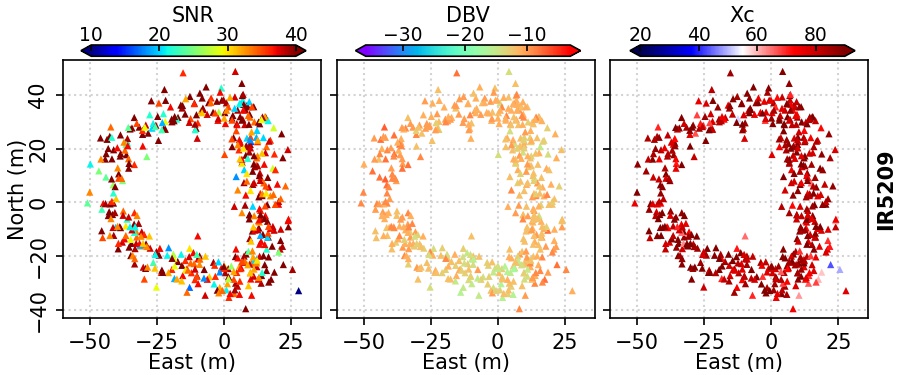 SNR DBV Xc
10 20 30 40 −30 −20 −10 20 40 60 80
40
20
0
−20
−40
North (m)
IR5209
−50 −25 0 25 −50 −25 0 25 −50 −25 0 25
East (m) East (m) East (m)